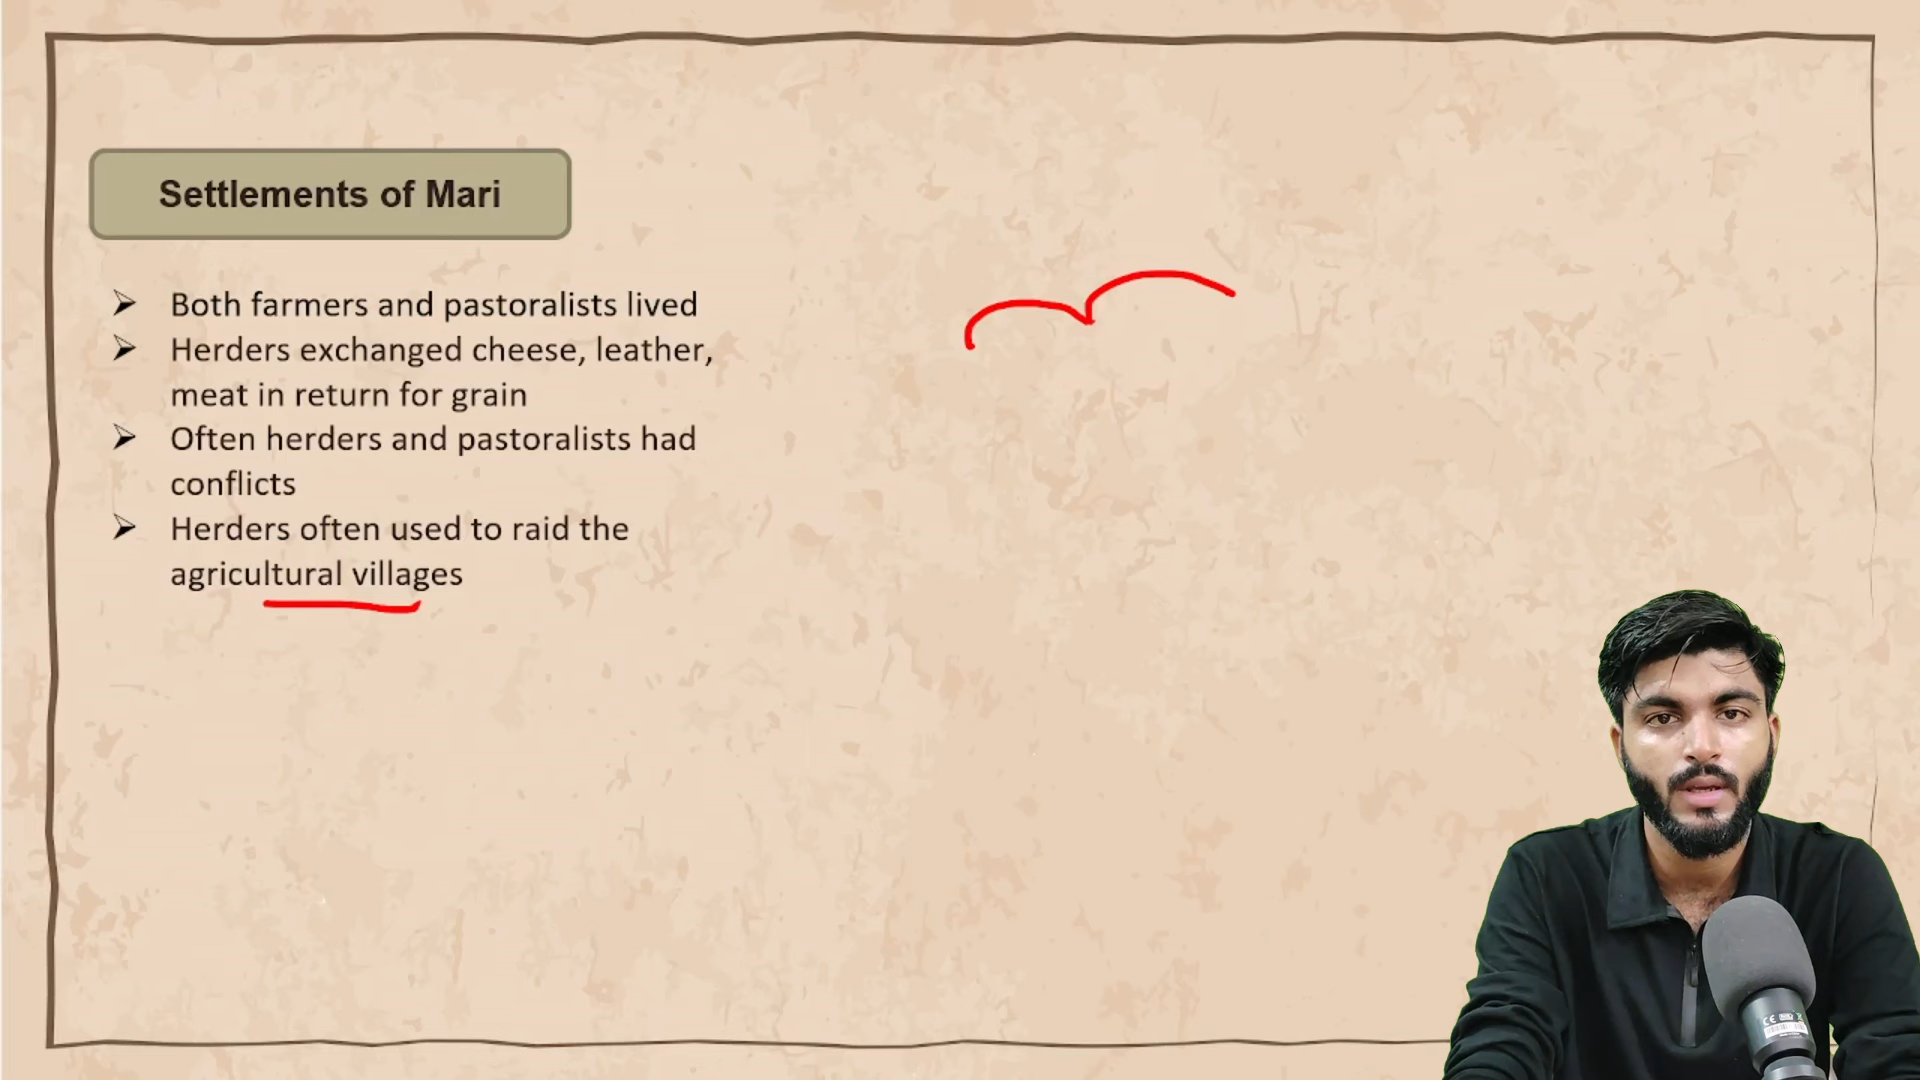 Settlements of Mari
➢ Both farmers and pastoralists lived
➢ Herders exchanged cheese, leather,
meat in return for grain
➢ Often herders and pastoralists had
conflicts
➢ Herders often used to raid the
agricultural villages